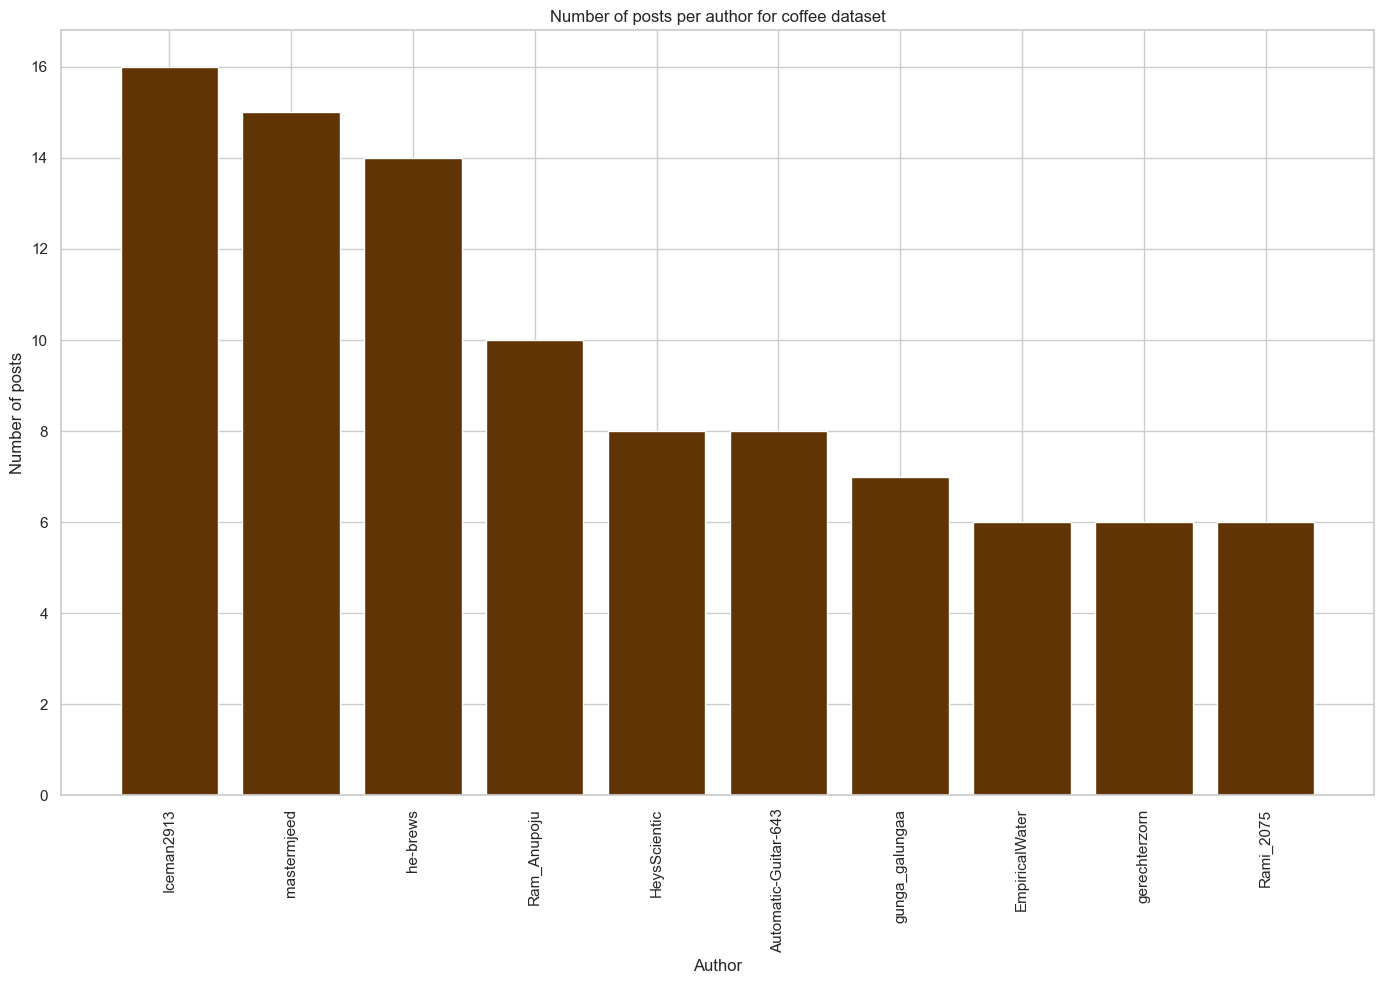 Number of posts per author for coffee dataset
Number of posts
16
14
12
10
8
6
4
2
0
Iceman2913
mastermjeed
he-brews
Ram_Anupoju
HeysScientic
Automatic-Guitar-643
gunga_galungaa
EmpiricalWater
gerechterzorn
Rami_2075
Author